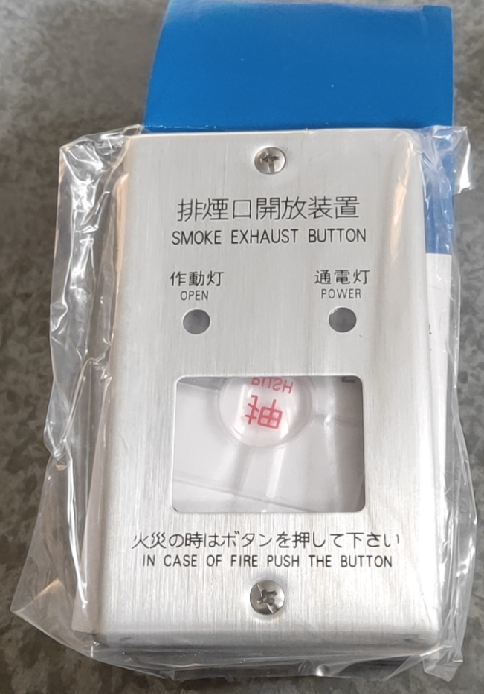 排煙口開放装置
SMOKE EXHAUST BUTTON
作動灯 通電灯
OPEN POWER
PUSH
押
火災の時はボタンを押して下さい
IN CASE OF FIRE PUSH THE BUTTON